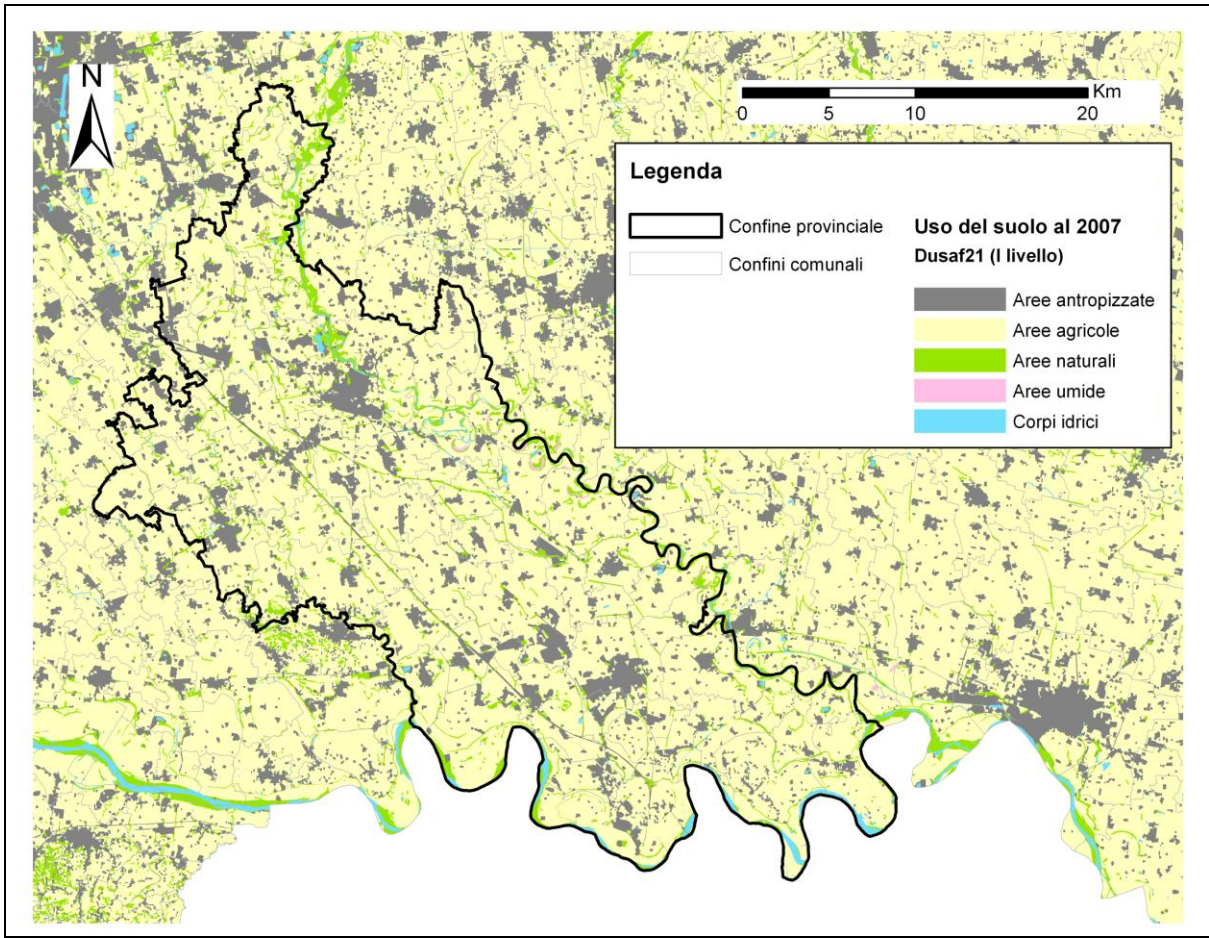 N
Km
0 5 10 20
Legenda
Confine provinciale
Confini comunali
Uso del suolo al 2007
Dusaf21 (I livello)
Aree antropizzate
Aree agricole
Aree naturali
Aree umide
Corpi idrici